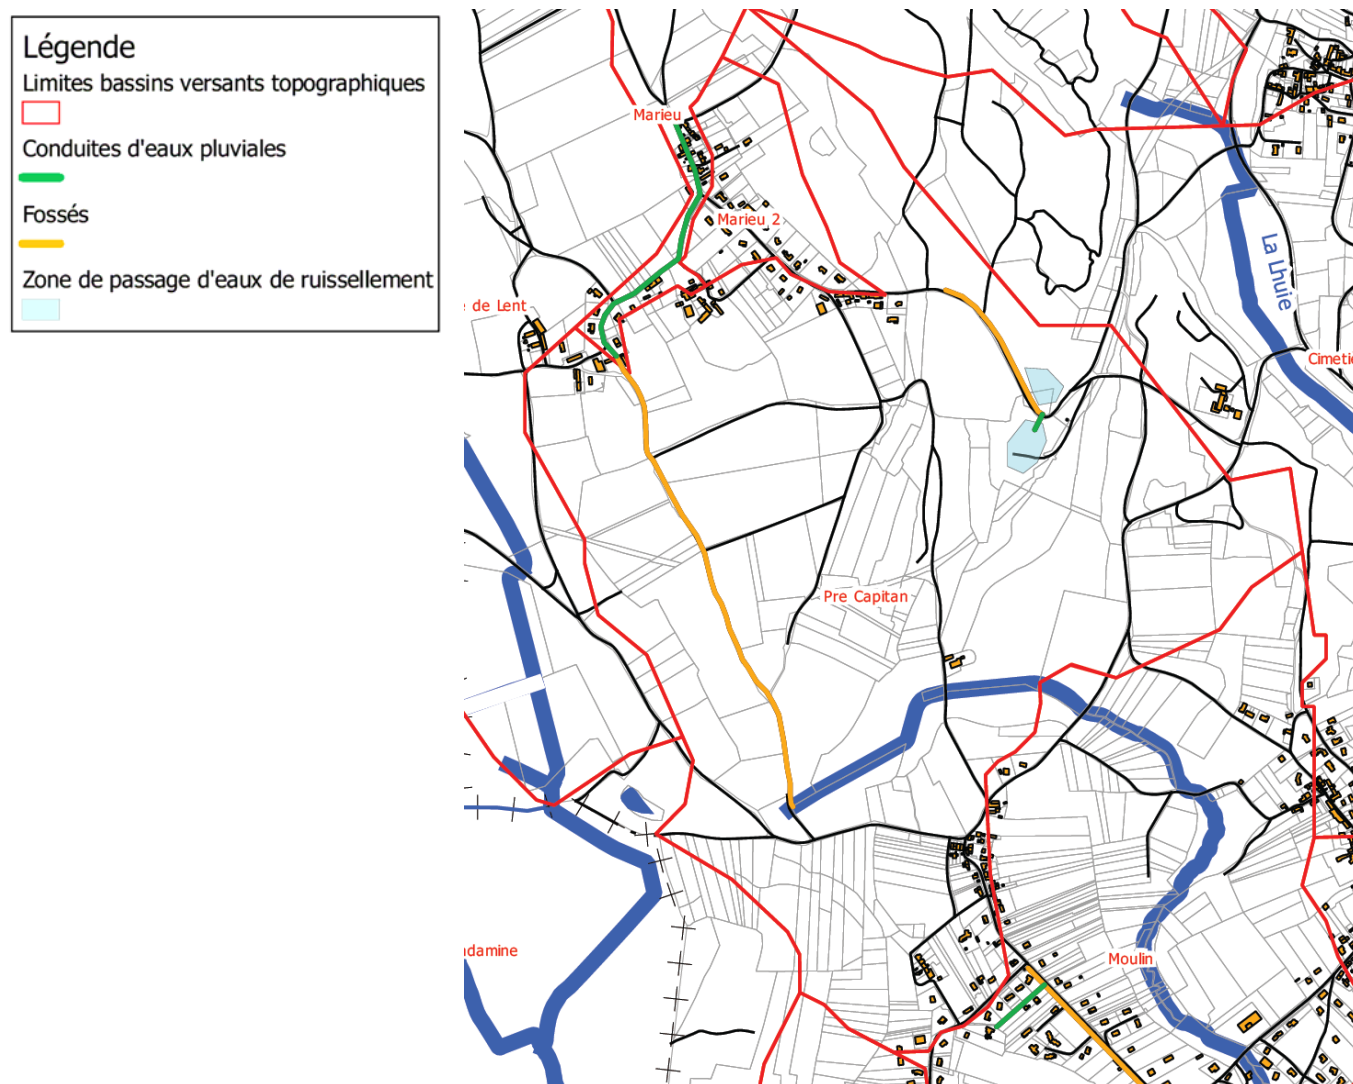 Légende
Limites bassins versants topographiques
Conduites d'eaux pluviales
Fossés
Zone de passage d'eaux de ruissellement
Marieu
Marieu 2
La Lhuie
de Lent
Pre Capitan
Moulin